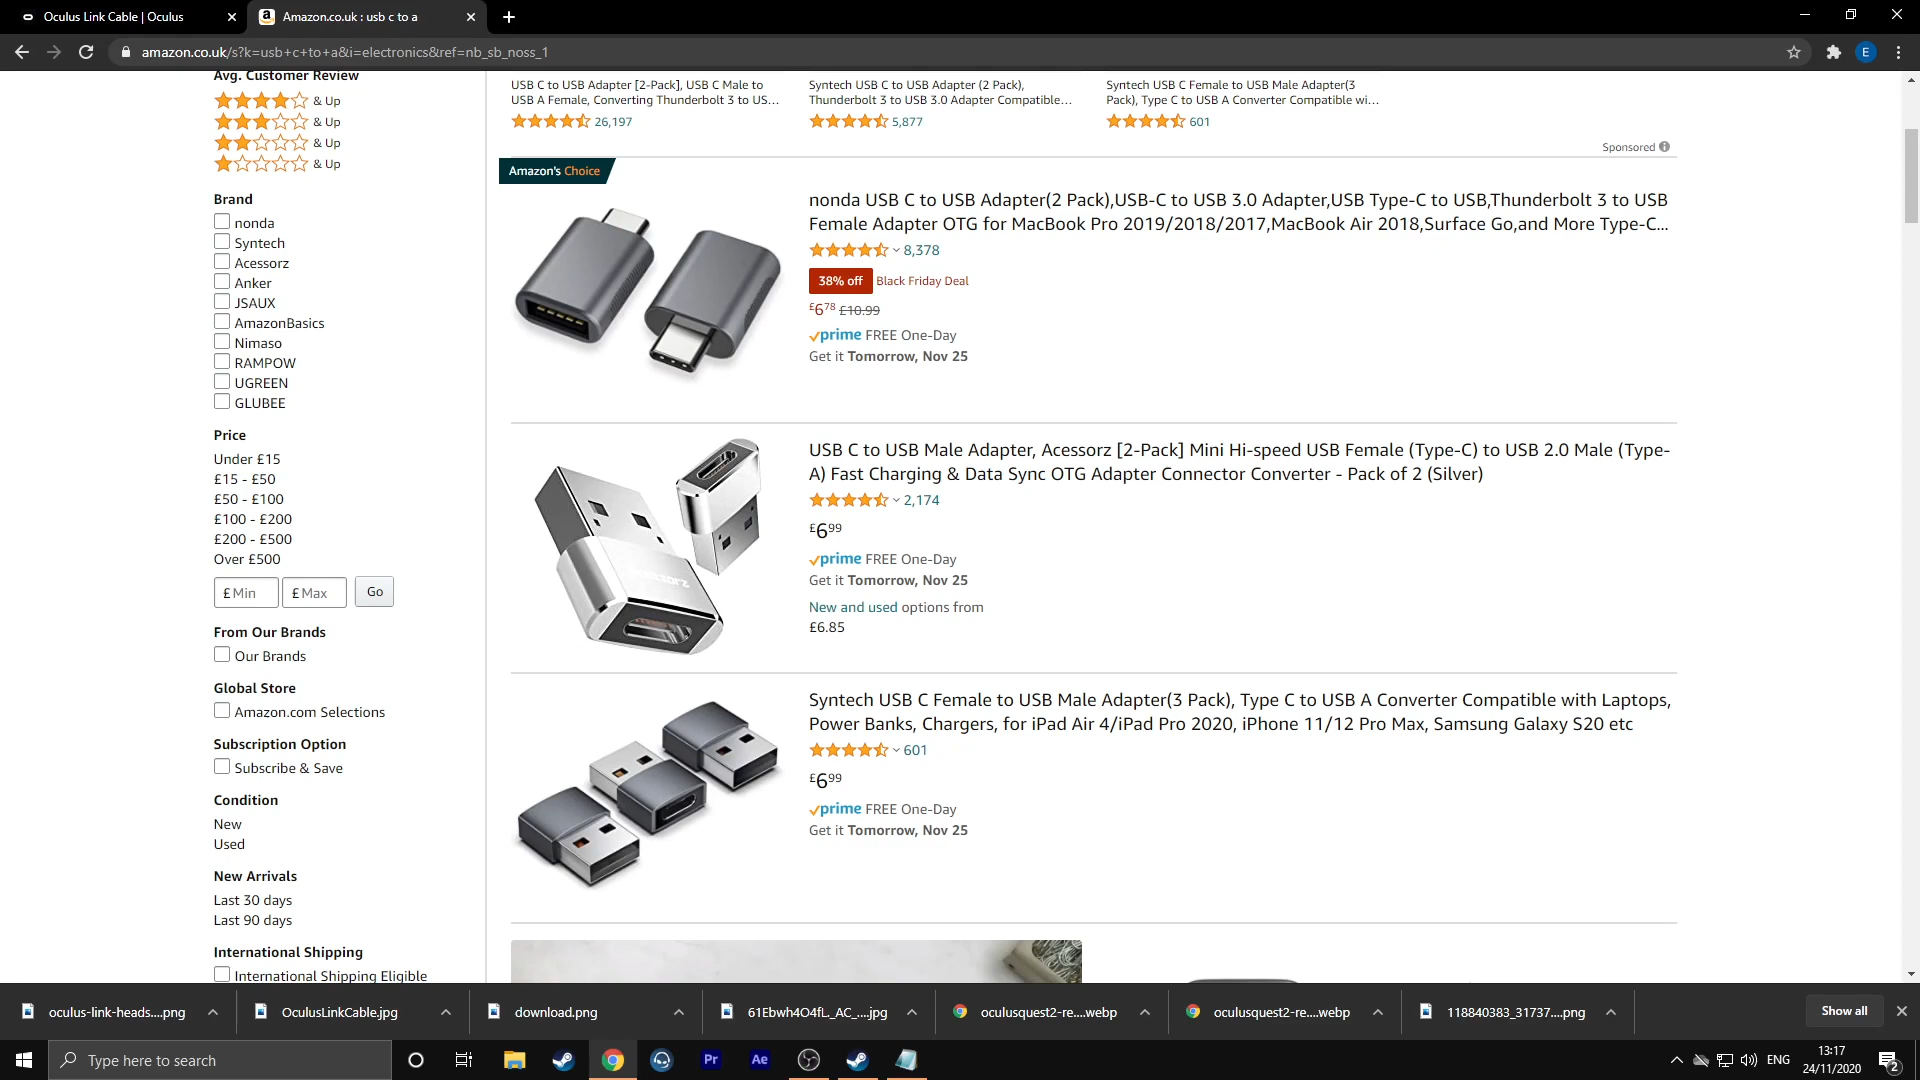 Oculus Link Cable | Oculus
Amazon.co.uk : usb c to a
amazon.co.uk/s?k=usb+c+to+a&i=electronics&ref=nb_sb_noss_1
E
Avg. Customer Review
& Up
& Up
& Up
& Up
Brand
nonda
Syntech
Acessorz
Anker
JSAUX
AmazonBasics
Nimaso
RAMPOW
UGREEN
GLUBEE
Price
Under £15
£15 - £50
£50 - £100
£100 - £200
£200 - £500
Over £500
£ Min
£ Max
Go
From Our Brands
Our Brands
Global Store
Amazon.com Selections
Subscription Option
Subscribe & Save
Condition
New
Used
New Arrivals
Last 30 days
Last 90 days
International Shipping
International Shipping Eligible
USB C to USB Adapter [2-Pack], USB C Male to
USB A Female, Converting Thunderbolt 3 to US...
26,197
Syntech USB C to USB Adapter (2 Pack),
Thunderbolt 3 to USB 3.0 Adapter Compatible...
5,877
Syntech USB C Female to USB Male Adapter(3
Pack), Type C to USB A Converter Compatible wi...
601
Sponsored
Amazon's Choice
nonda USB C to USB Adapter(2 Pack),USB-C to USB 3.0 Adapter,USB Type-C to USB,Thunderbolt 3 to USB
Female Adapter OTG for MacBook Pro 2019/2018/2017,MacBook Air 2018,Surface Go,and More Type-C...
8,378
38% off Black Friday Deal
£6.78 £10.99
prime FREE One-Day
Get it Tomorrow, Nov 25
USB C to USB Male Adapter, Acessorz [2-Pack] Mini Hi-speed USB Female (Type-C) to USB 2.0 Male (Type-
A) Fast Charging & Data Sync OTG Adapter Connector Converter - Pack of 2 (Silver)
2,174
£6.99
prime FREE One-Day
Get it Tomorrow, Nov 25
New and used options from
£6.85
Syntech USB C Female to USB Male Adapter(3 Pack), Type C to USB A Converter Compatible with Laptops,
Power Banks, Chargers, for iPad Air 4/iPad Pro 2020, iPhone 11/12 Pro Max, Samsung Galaxy S20 etc
601
£6.99
prime FREE One-Day
Get it Tomorrow, Nov 25
oculus-link-heads....png
OculusLinkCable.jpg
download.png
61Ebwh4O4fL_AC_....jpg
oculusquest2-re....webp
oculusquest2-re....webp
118840383_31737....png
Show all
Type here to search
Pr
Ae
ENG
13:17
24/11/2020
2